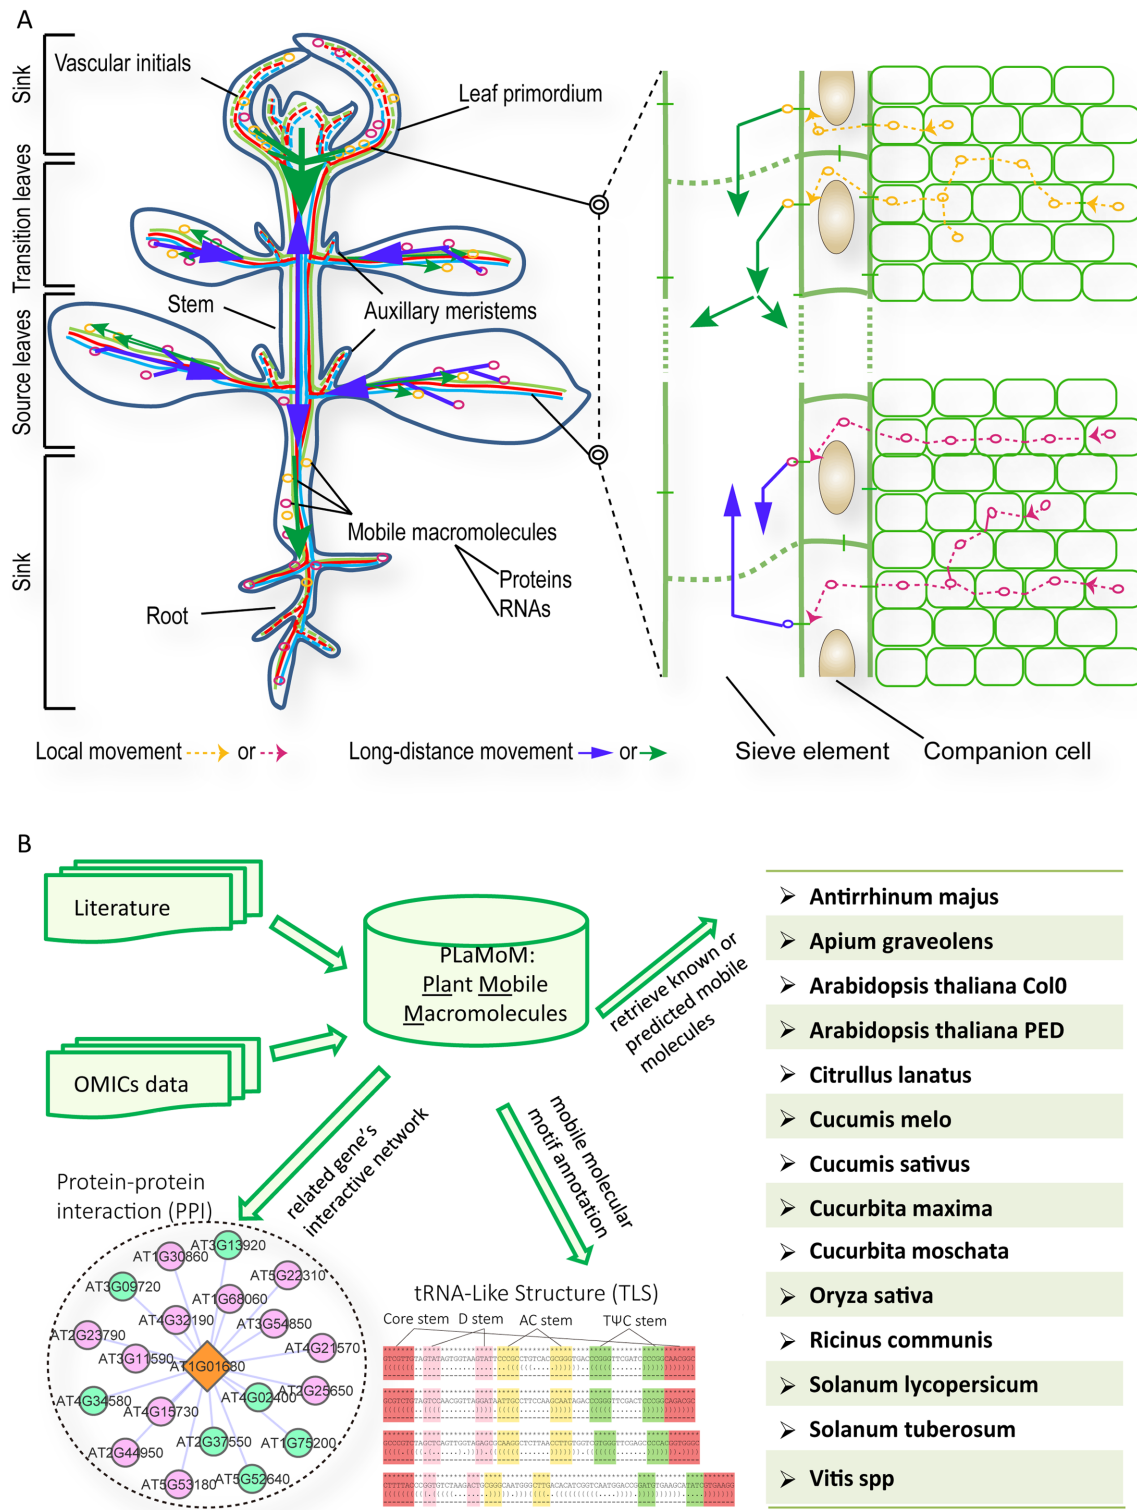 A
Sink
Transition leaves
Source leaves
Sink
Vascular initials
Leaf primordium
Stem
Auxillary meristems
Mobile macromolecules
Proteins
RNAs
Root
Local movement or
Long-distance movement or
Sieve element
Companion cell
B
Literature
OMICs data
PLaMoM:
Plant Mobile
Macromolecules
retrieve known or
predicted mobile
molecules
related gene's
interactive network
mobile molecular
motif annotation
Antirrhinum majus
Apium graveolens
Arabidopsis thaliana Col0
Arabidopsis thaliana PED
Citrullus lanatus
Cucumis melo
Cucumis sativus
Cucurbita maxima
Cucurbita moschata
Oryza sativa
Ricinus communis
Solanum lycopersicum
Solanum tuberosum
Vitis spp
Protein-protein
interaction (PPI)
AT3G13920
AT1G30860
AT5G22310
AT3G09720
AT1G68060
AT4G32190
AT3G54850
AT2G23790
AT4G21570
AT3G11590
AT1G01680
AT2G25650
AT4G34580
AT4G02400
AT4G15730
AT2G37550
AT1G75200
AT2G44950
AT5G53180
AT5G52640
tRNA-Like Structure (TLS)
Core stem
D stem
AC stem
TΨC stem